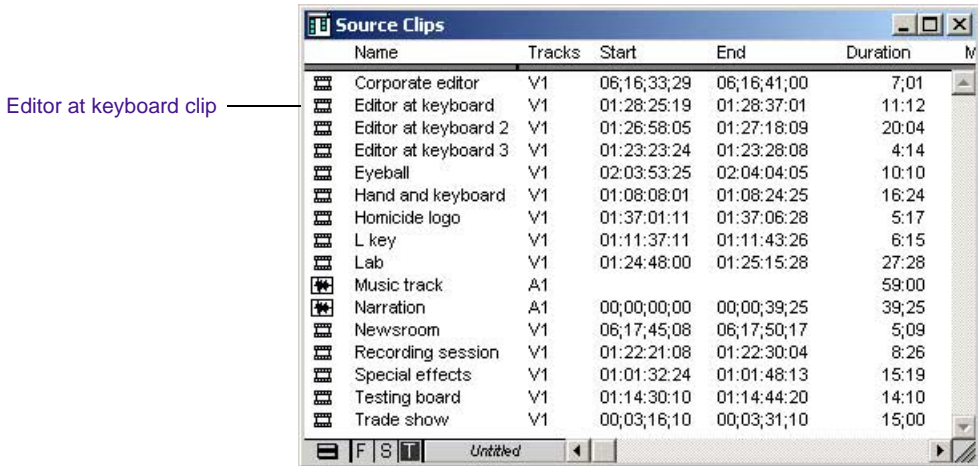 Source Clips
Name Tracks Start End Duration M
Corporate editor V1 06;16;33;29 06;16;41;00 7;01
Editor at keyboard clip
Editor at keyboard V1 01:28:25:19 01:28:37:01 11:12
Editor at keyboard 2 V1 01:26:58:05 01:27:18:09 20:04
Editor at keyboard 3 V1 01:23:23:24 01:23:28:08 4:14
Eyeball V1 02:03:53:25 02:04:04:05 10:10
Hand and keyboard V1 01:08:08:01 01:08:24:25 16:24
Homicide logo V1 01:37:01:11 01:37:06:28 5:17
L key V1 01:11:37:11 01:11:43:26 6:15
Lab V1 01:24:48:00 01:25:15:28 27:28
Music track A1 59:00
Narration A1 00;00;00;00 00;00;39;25 39;25
Newsroom V1 06;17;45;08 06;17;50;17 5;09
Recording session V1 01:22:21:08 01:22:30:04 8:26
Special effects V1 01:01:32:24 01:01:48:13 15:19
Testing board V1 01:14:30:10 01:14:44:20 14:10
Trade show V1 00;03;16;10 00;03;31;10 15;00
F S T Untitled